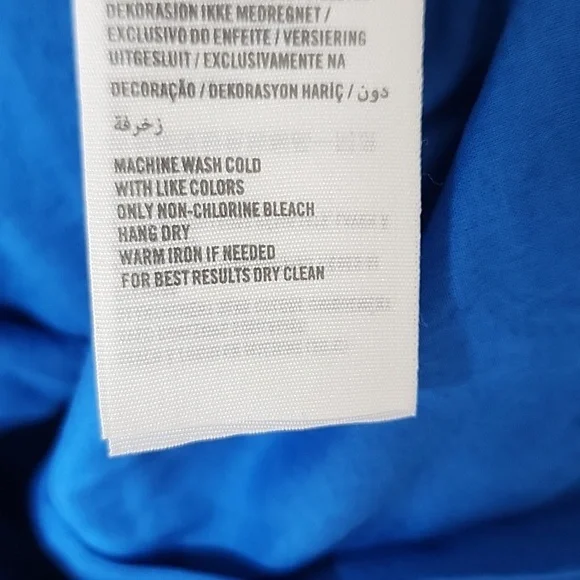 DEKORASJON IKKE MEDREGNET /
EXCLUSIVO DO ENFEITE / VERSIERING
UITGESLUIT / EXCLUSIVAMENTE NA
DECORAÇÃO / DEKORASYON HARİÇ / دون
زخرفة
MACHINE WASH COLD
WITH LIKE COLORS
ONLY NON-CHLORINE BLEACH
HANG DRY
WARM IRON IF NEEDED
FOR BEST RESULTS DRY CLEAN